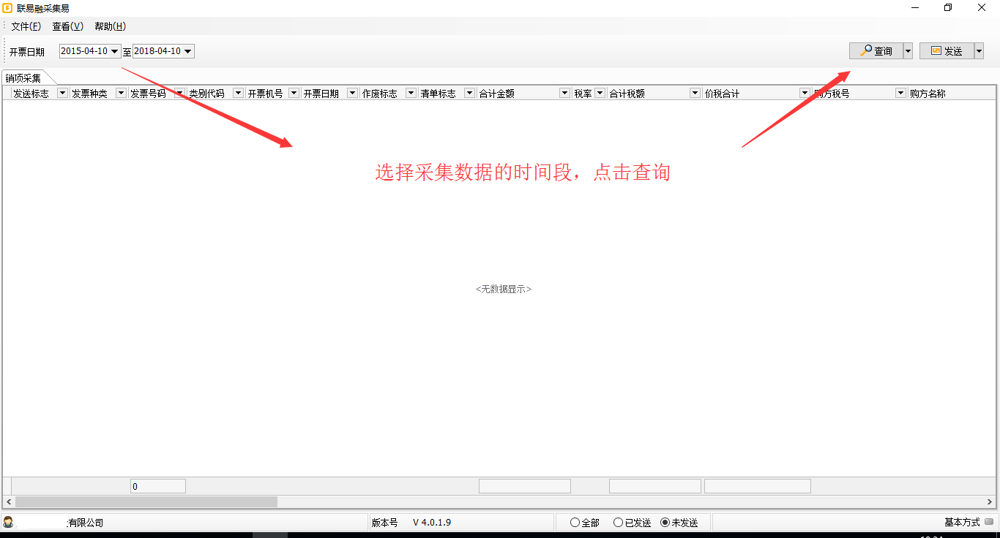 联易融采集易
文件(F) 查看(V) 帮助(H)
开票日期 2015-04-10 至 2018-04-10 查询 发送
销项采集
发送标志 发票种类 发票号码 类别代码 开票机号 开票日期 作废标志 清单标志 合计金额 税率 合计税额 价税合计 购方税号 购方名称
选择采集数据的时间段，点击查询
<无数据显示>
0
有限公司 版本号 V 4.0.1.9 全部 已发送 未发送 基本方式